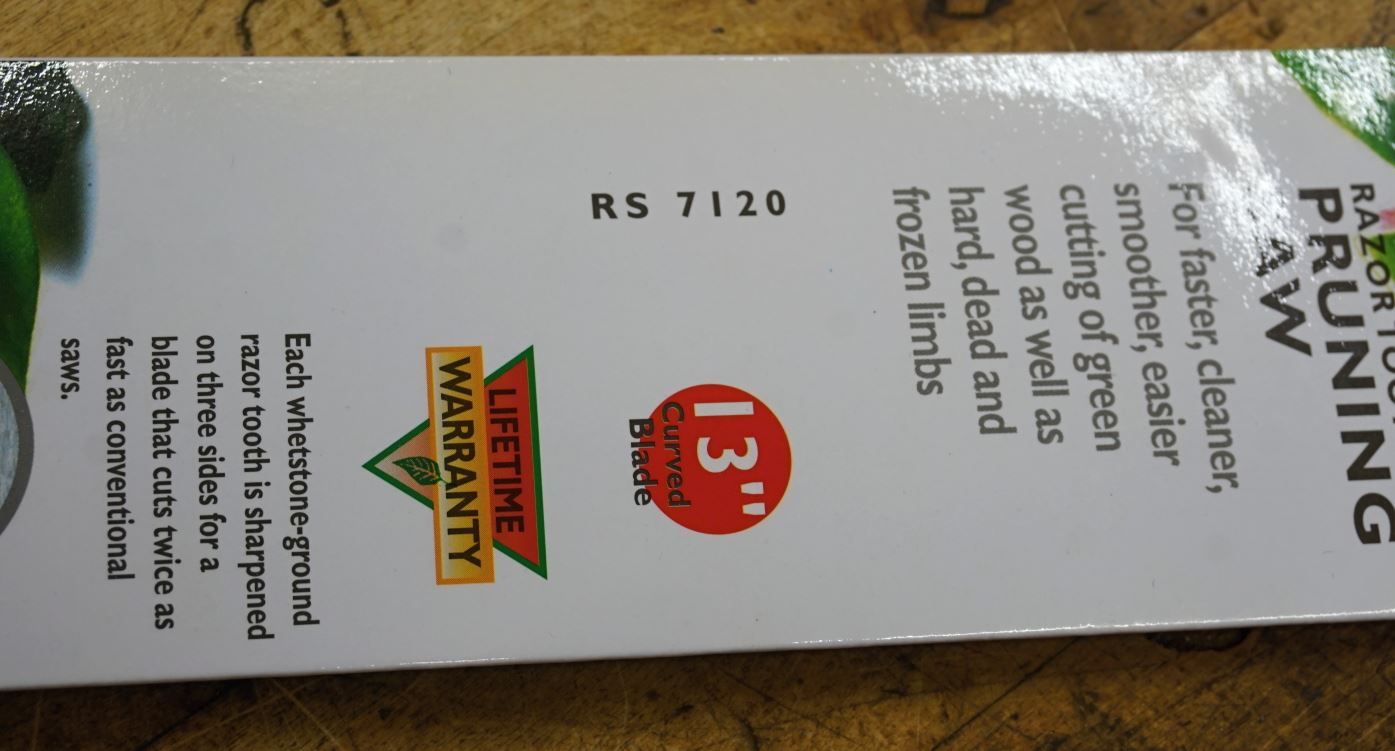 RAZOR
PRUNING
For faster, cleaner,
smoother, easier
cutting of green
wood as well as
hard, dead and
frozen limbs
RS 7120
13"
Curved
Blade
LIFETIME
WARRANTY
Each whetstone-ground
razor tooth is sharpened
on three sides for a
blade that cuts twice as
fast as conventional
saws.